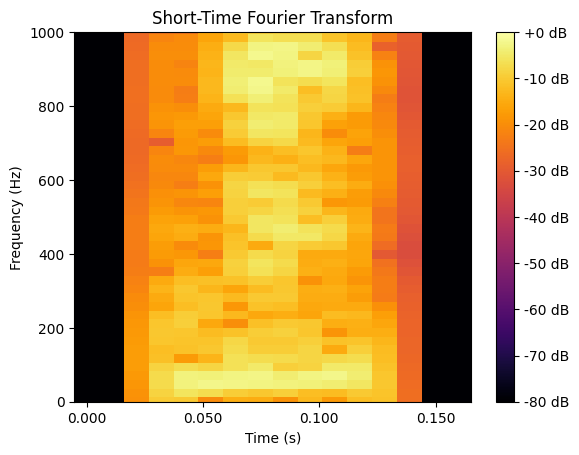 Short-Time Fourier Transform
Frequency (Hz)
1000
800
600
400
200
0
0.000
0.050
0.100
0.150
Time (s)
+0 dB
-10 dB
-20 dB
-30 dB
-40 dB
-50 dB
-60 dB
-70 dB
-80 dB